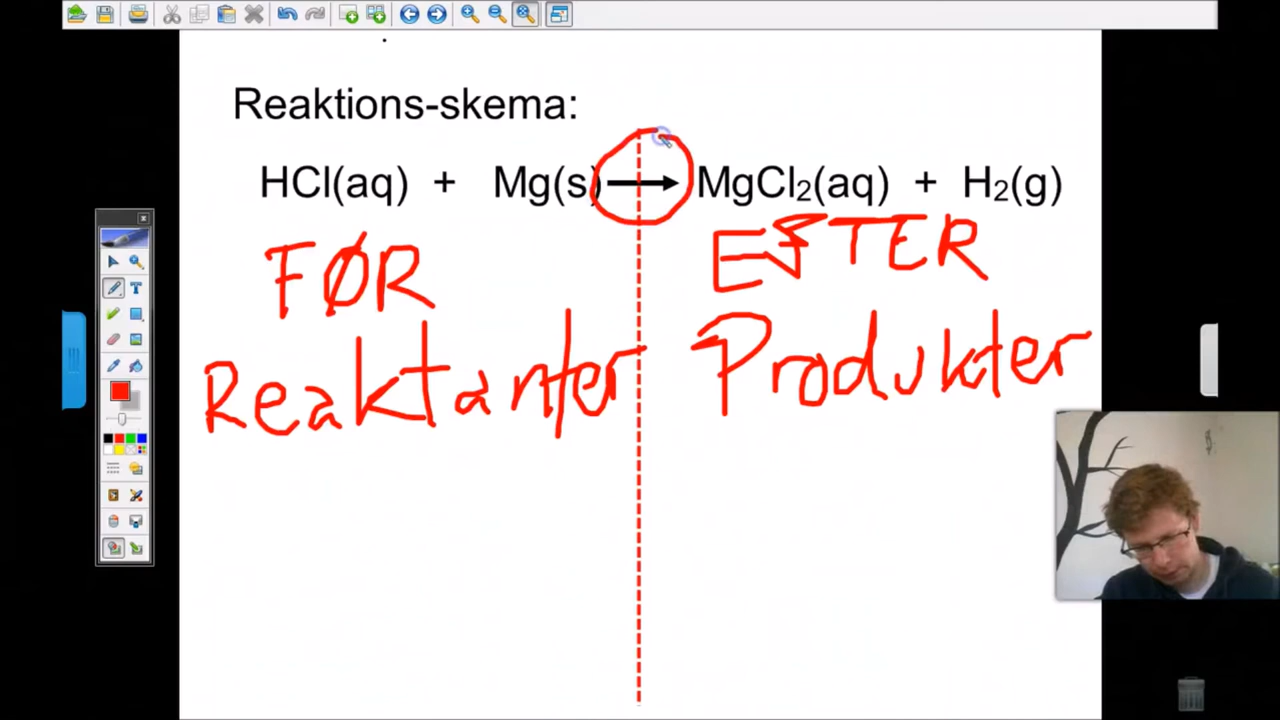 Reaktions-skema:
HCl(aq) + Mg(s) → MgCl₂(aq) + H₂(g)
FØR EFTER
Reaktanter Produkter